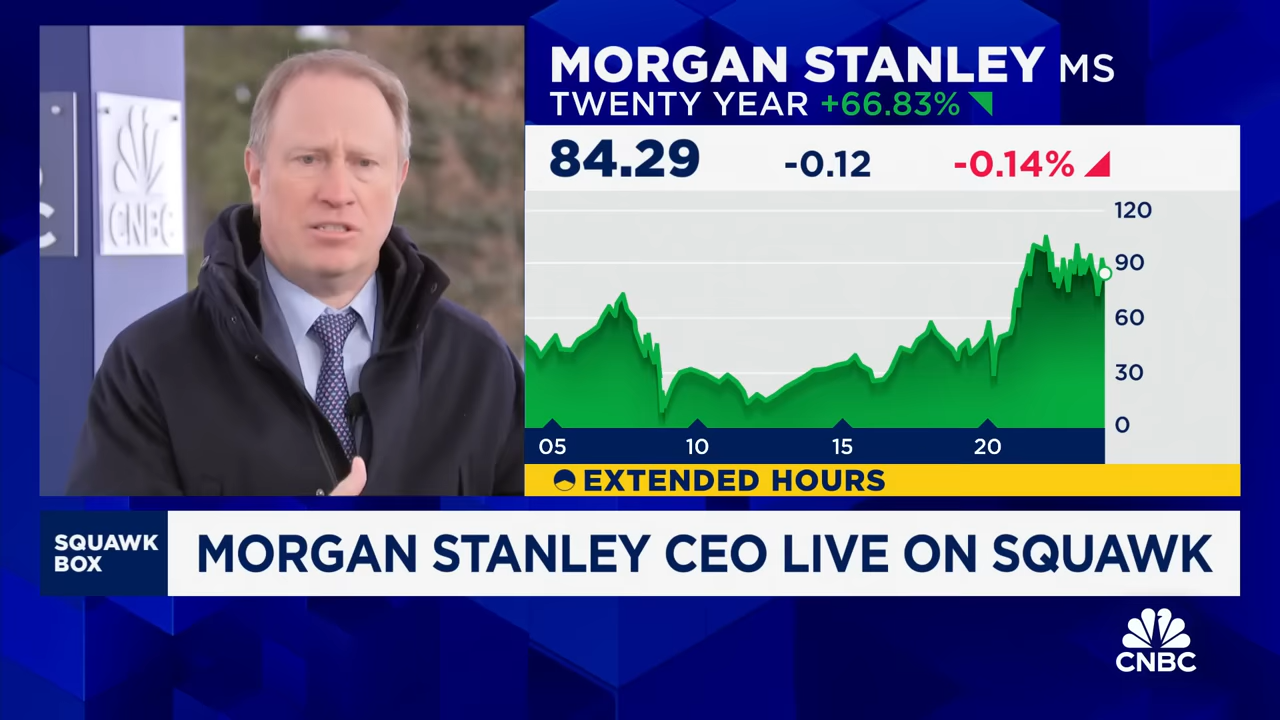 CNBC
MORGAN STANLEY MS
TWENTY YEAR +66.83%
84.29 -0.12 -0.14%
120
90
60
30
0
05 10 15 20
EXTENDED HOURS
SQUAWK
BOX
MORGAN STANLEY CEO LIVE ON SQUAWK
CNBC